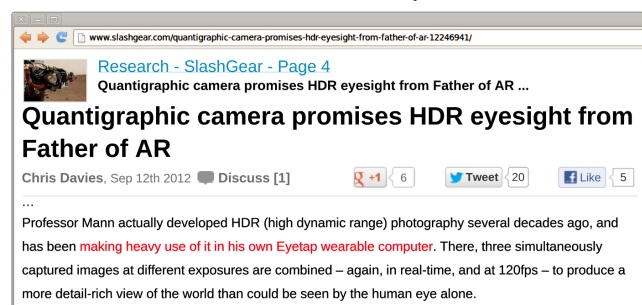 www.slashgear.com/quantigraphic-camera-promises-hdr-eyesight-from-father-of-ar-12246941/
Research - SlashGear - Page 4
Quantigraphic camera promises HDR eyesight from Father of AR ...
Quantigraphic camera promises HDR eyesight from
Father of AR
Chris Davies, Sep 12th 2012 Discuss [1] +1 6 Tweet 20 Like 5
...
Professor Mann actually developed HDR (high dynamic range) photography several decades ago, and
has been making heavy use of it in his own Eyetap wearable computer. There, three simultaneously
captured images at different exposures are combined – again, in real-time, and at 120fps – to produce a
more detail-rich view of the world than could be seen by the human eye alone.